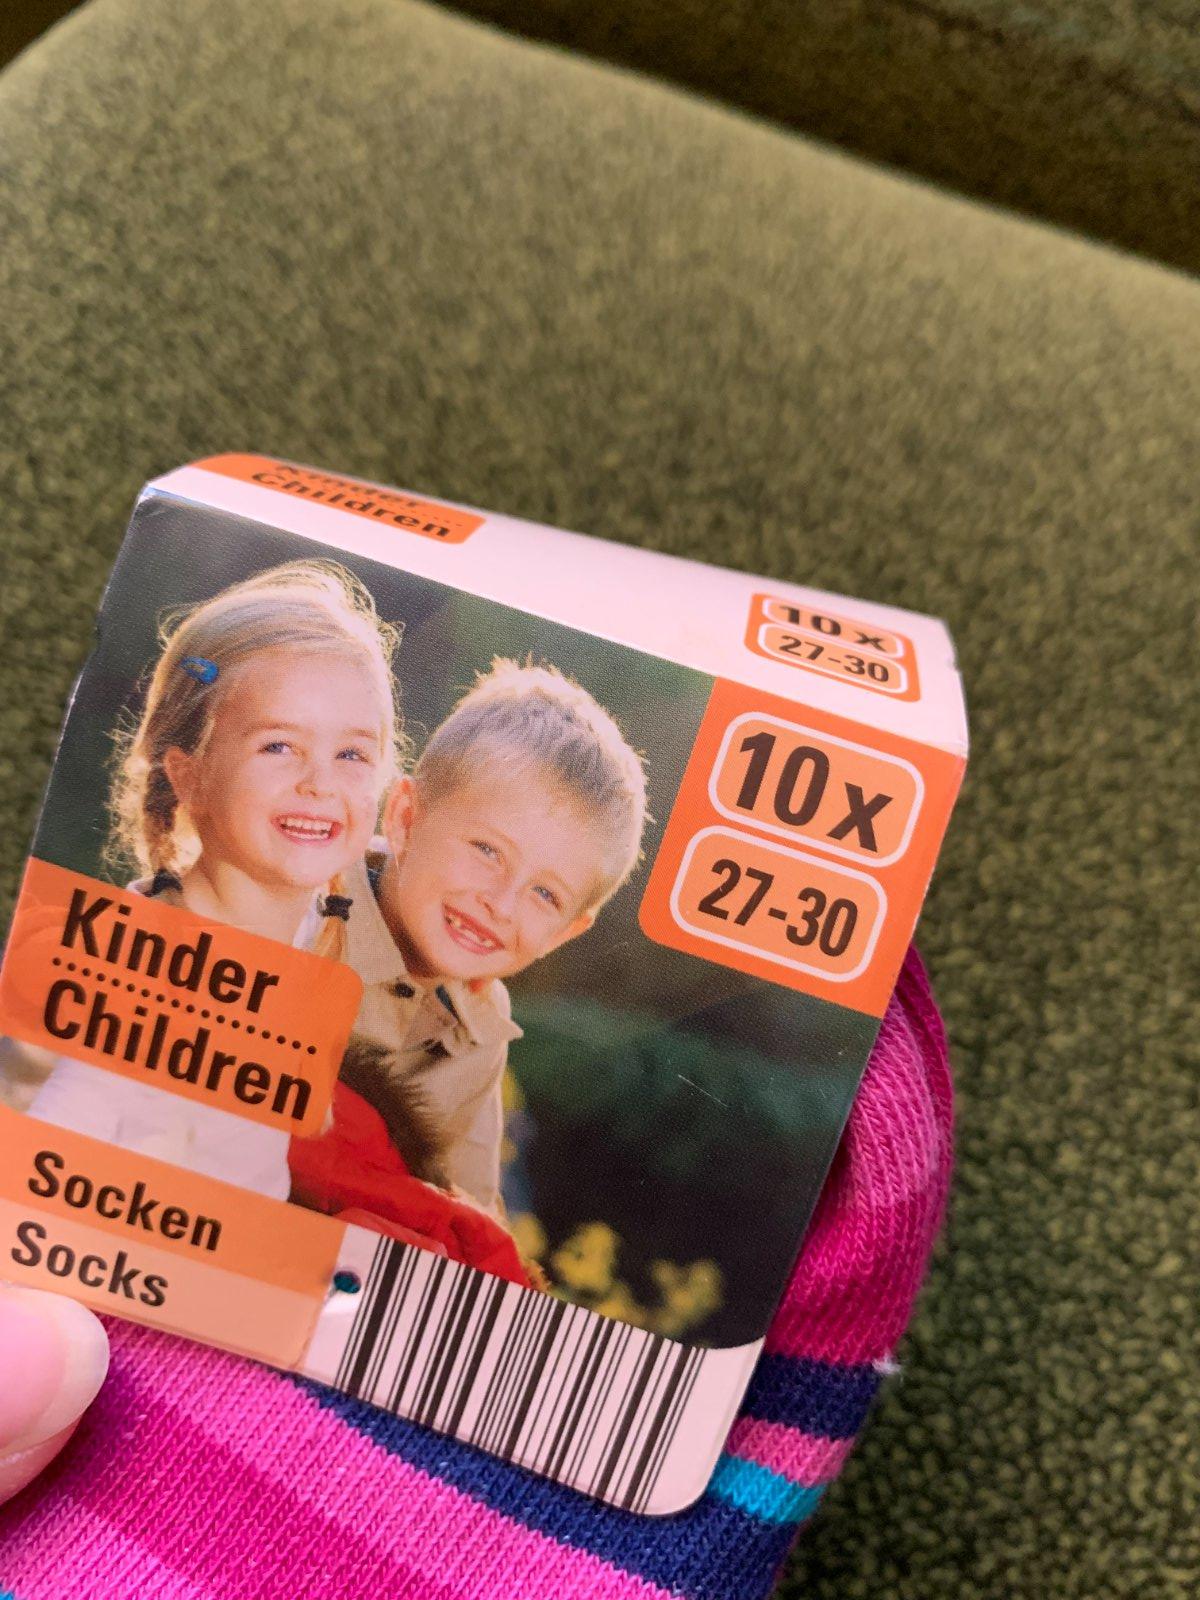 Kinder
Children
10 x
27-30
10 x
27-30
Kinder
Children
Socken
Socks